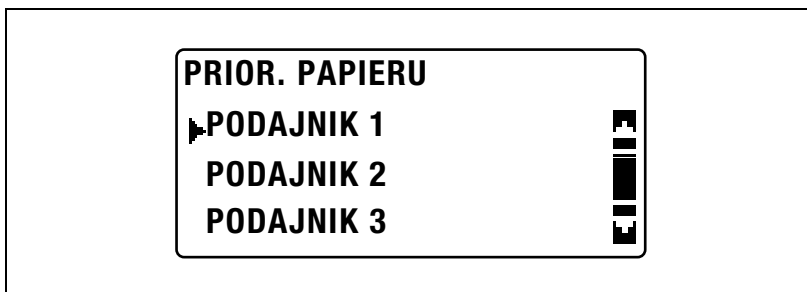 PRIOR. PAPIERU
PODAJNIK 1
PODAJNIK 2
PODAJNIK 3